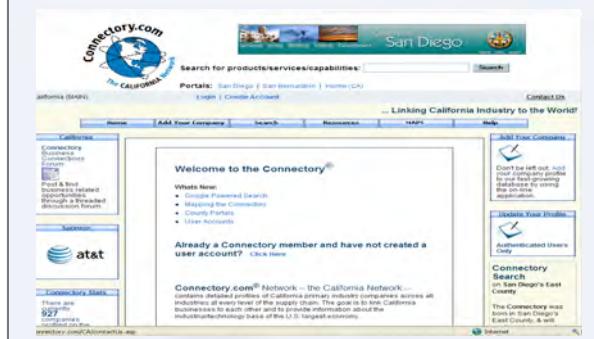 Connectory.com
The CALIFORNIA Network
San Diego
Search for products/services/capabilities:
Search
Portals: San Diego | San Bernardino | Home (CA)
California (MAIN)
Login | Create Account
Contact Us
... Linking California Industry to the World!
Home
Add Your Company
Search
Resources
MAPS
Help
California
Connectory
Business
Connections
Forum
Post & find
business related
opportunities
through a threaded
discussion forum.
Sponsor
at&t
Connectory Stats
There are
currently
927
companies
profiled on the
Welcome to the Connectory®
Whats New:
Google Powered Search
Mapping the Connectory
County Portals
User Accounts
Already a Connectory member and have not created a
user account? Click Here
Connectory.com® Network -- the California Network--
contains detailed profiles of California primary industry companies across all
industries at every level of the supply chain. The goal is to link California
businesses to each other and to provide information about the
industrial/technology base of the U.S. largest economy.
Add Your Company
Don't be left out. Add
your company profile
to our fast-growing
database by using
the on-line
application.
Update Your Profile
Authenticated Users
Only
Connectory
Search
on San Diego's East
County
The Connectory was
born in San Diego's
East County, & will
Internet